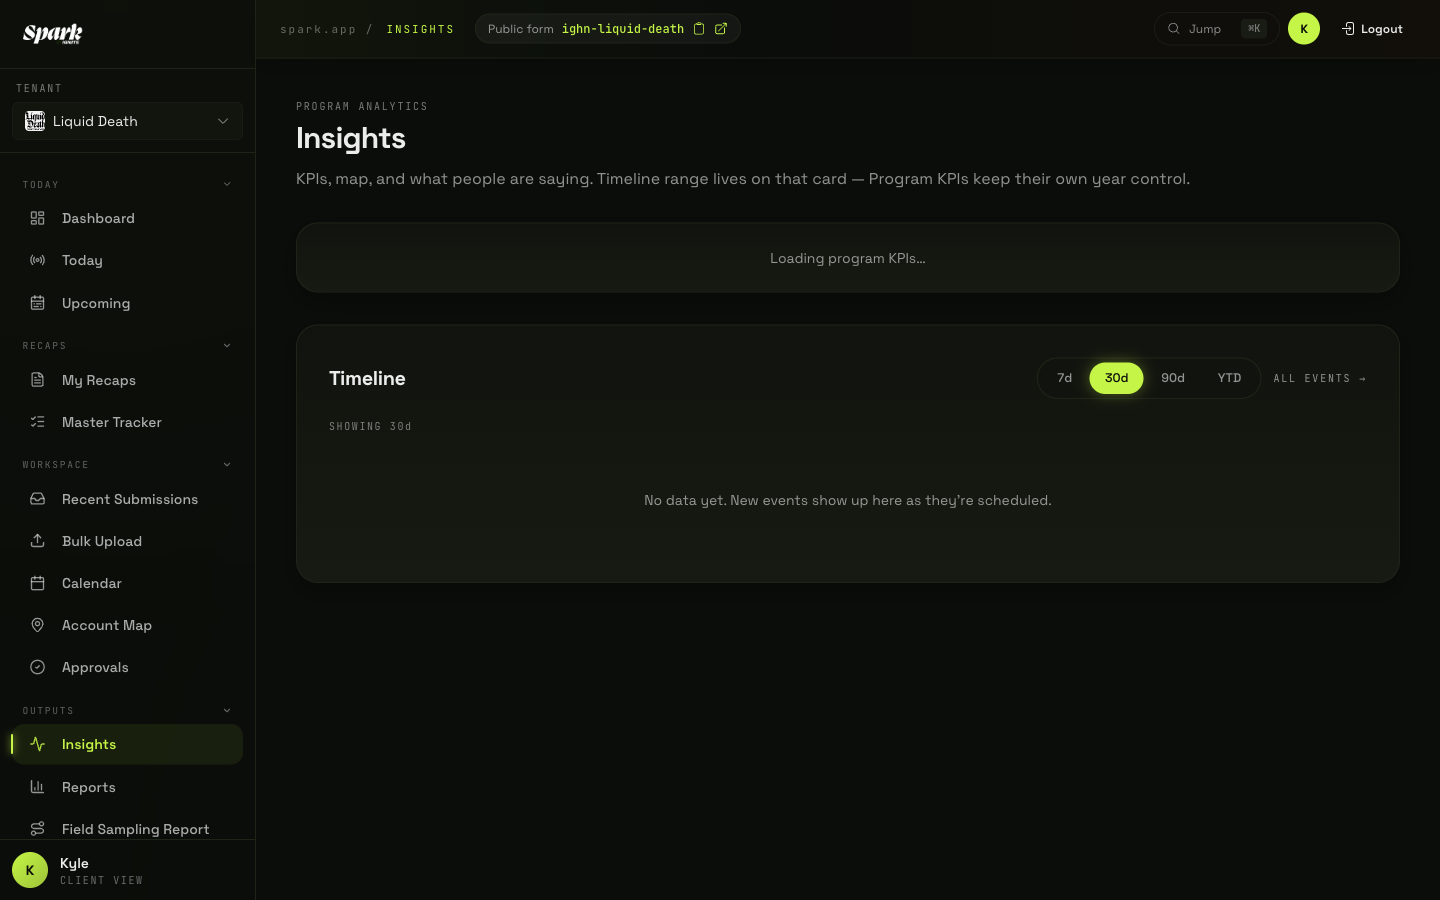 Spark
IGNITE
TENANT
Liquid Death
TODAY
Dashboard
Today
Upcoming
RECAPS
My Recaps
Master Tracker
WORKSPACE
Recent Submissions
Bulk Upload
Calendar
Account Map
Approvals
OUTPUTS
Insights
Reports
Field Sampling Report
K
Kyle
CLIENT VIEW
spark.app / INSIGHTS
Public form ighn-liquid-death
Jump ⌘K
K
Logout
PROGRAM ANALYTICS
Insights
KPIs, map, and what people are saying. Timeline range lives on that card — Program KPIs keep their own year control.
Loading program KPIs…
Timeline
7d 30d 90d YTD
ALL EVENTS →
SHOWING 30d
No data yet. New events show up here as they're scheduled.